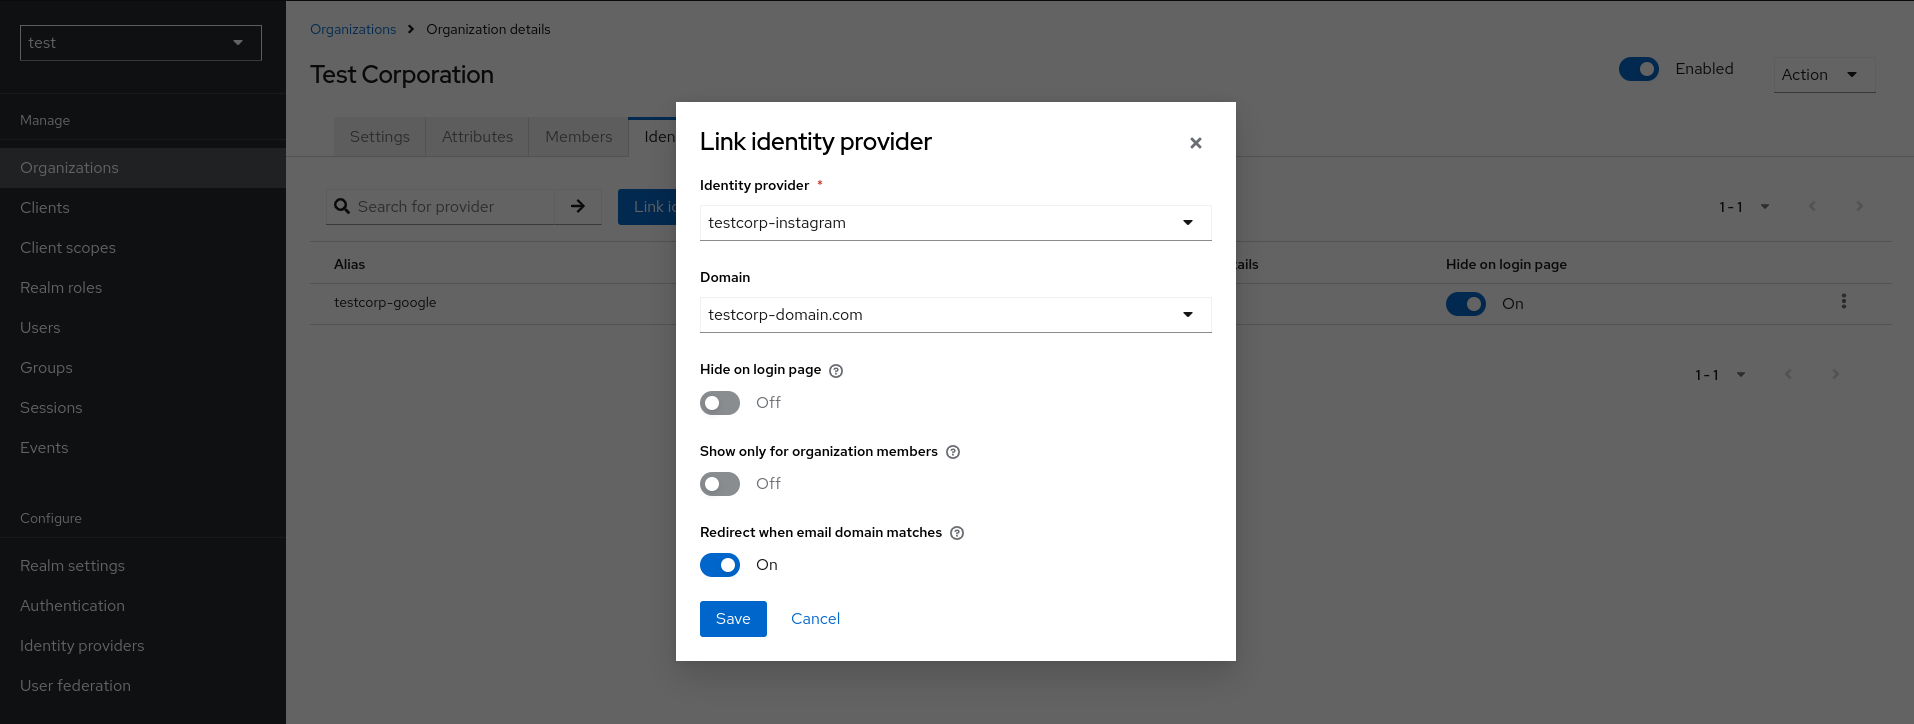 test
Manage
Organizations
Clients
Client scopes
Realm roles
Users
Groups
Sessions
Events
Configure
Realm settings
Authentication
Identity providers
User federation
Organizations Organization details
Test Corporation
Enabled
Action
Settings Attributes Members Iden
Search for provider
Link i
1 - 1
Alias ails Hide on login page
testcorp-google On
1 - 1
Link identity provider
Identity provider *
testcorp-instagram
Domain
testcorp-domain.com
Hide on login page
Off
Show only for organization members
Off
Redirect when email domain matches
On
Save Cancel